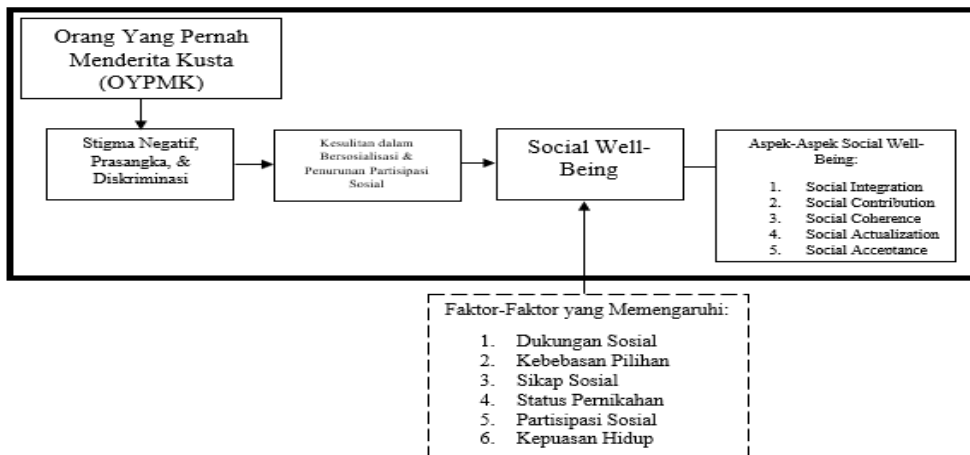 Orang Yang Pernah
Menderita Kusta
(OYPMK)
Stigma Negatif,
Prasangka, &
Diskriminasi
Kesulitan dalam
Bersosialisasi &
Penurunan Partisipasi
Sosial
Social Well-
Being
Aspek-Aspek Social Well-
Being:
1. Social Integration
2. Social Contribution
3. Social Coherence
4. Social Actualization
5. Social Acceptance
Faktor-Faktor yang Memengaruhi:
1. Dukungan Sosial
2. Kebebasan Pilihan
3. Sikap Sosial
4. Status Pernikahan
5. Partisipasi Sosial
6. Kepuasan Hidup